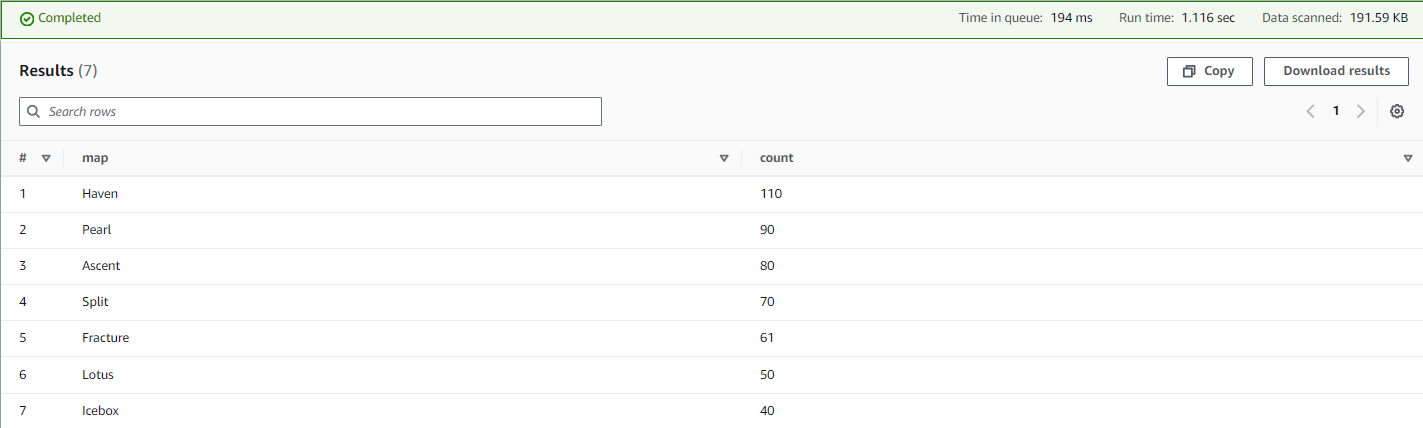 Completed Time in queue: 194 ms Run time: 1.116 sec Data scanned: 191.59 KB
Results (7) Copy Download results
Search rows 1
# map count
1 Haven 110
2 Pearl 90
3 Ascent 80
4 Split 70
5 Fracture 61
6 Lotus 50
7 Icebox 40